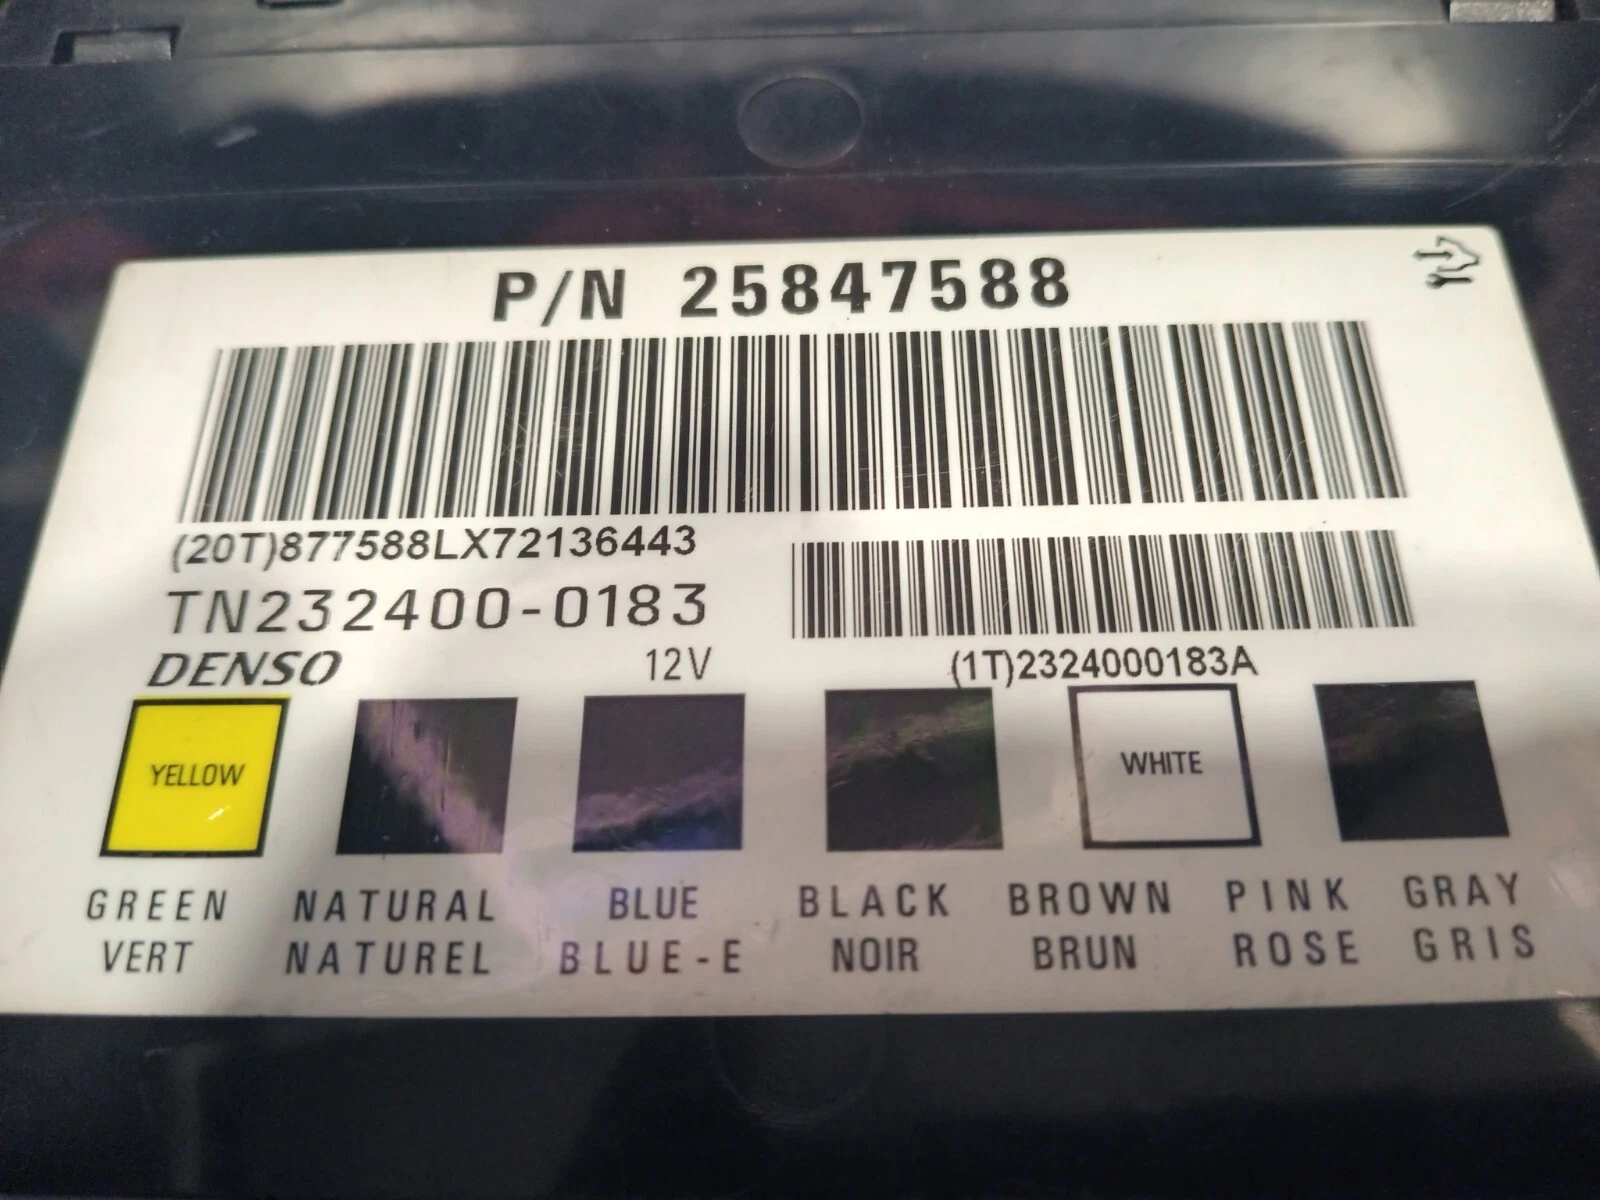 P/N 25847588
(20T)877588LX72136443
TN232400-0183
DENSO 12V (1T)2324000183A
YELLOW WHITE
GREEN NATURAL BLUE BLACK BROWN PINK GRAY
VERT NATUREL BLUE-E NOIR BRUN ROSE GRIS